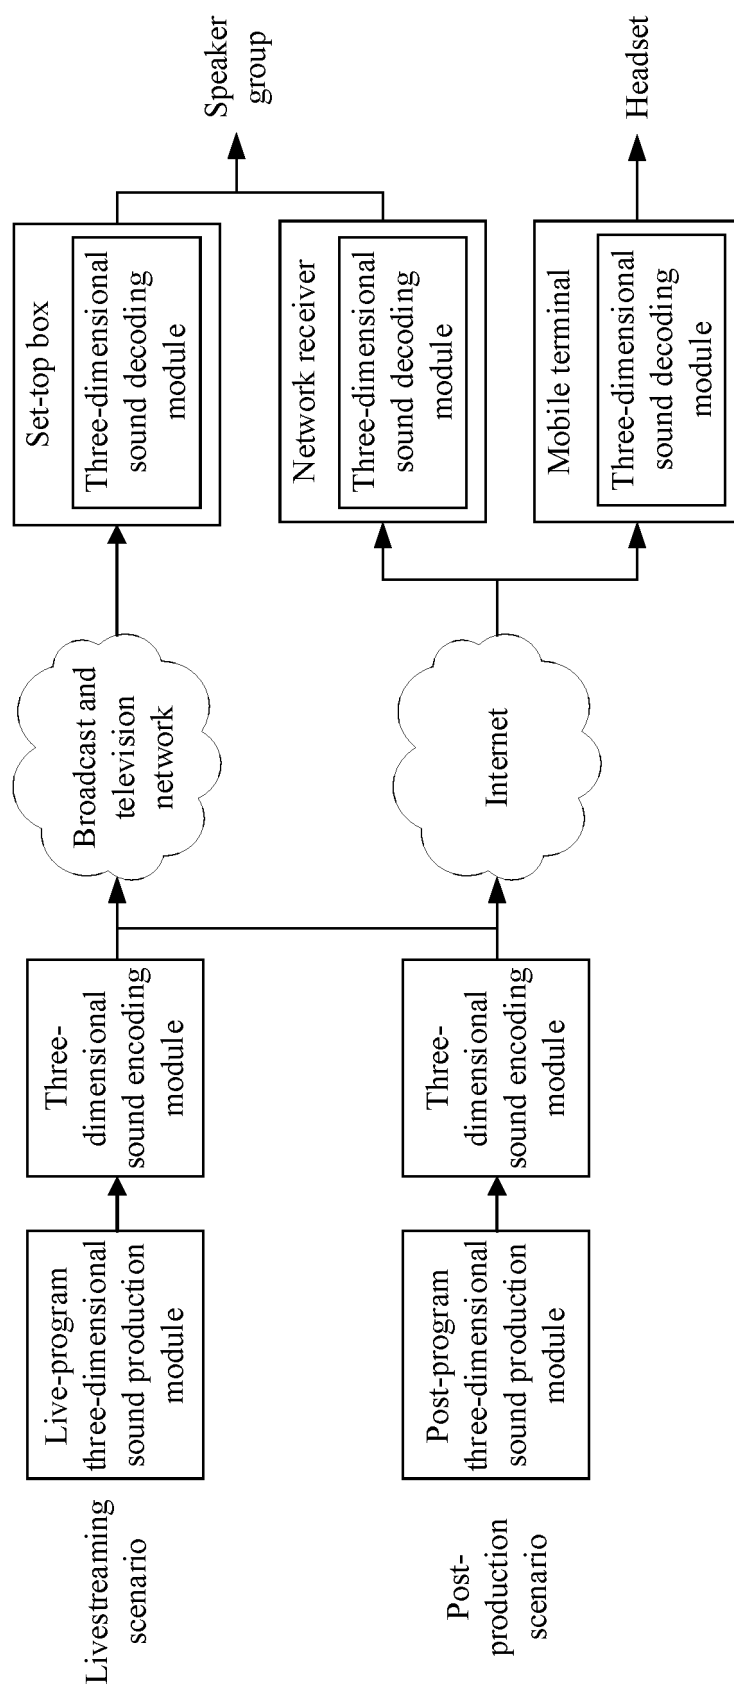 Livestreaming
scenario
Live-program
three-dimensional
sound production
module
Three-
dimensional
sound encoding
module
Broadcast and
television
network
Set-top box
Three-dimensional
sound decoding
module
Speaker
group
Network receiver
Three-dimensional
sound decoding
module
Post-
production
scenario
Post-program
three-dimensional
sound production
module
Three-
dimensional
sound encoding
module
Internet
Mobile terminal
Three-dimensional
sound decoding
module
Headset